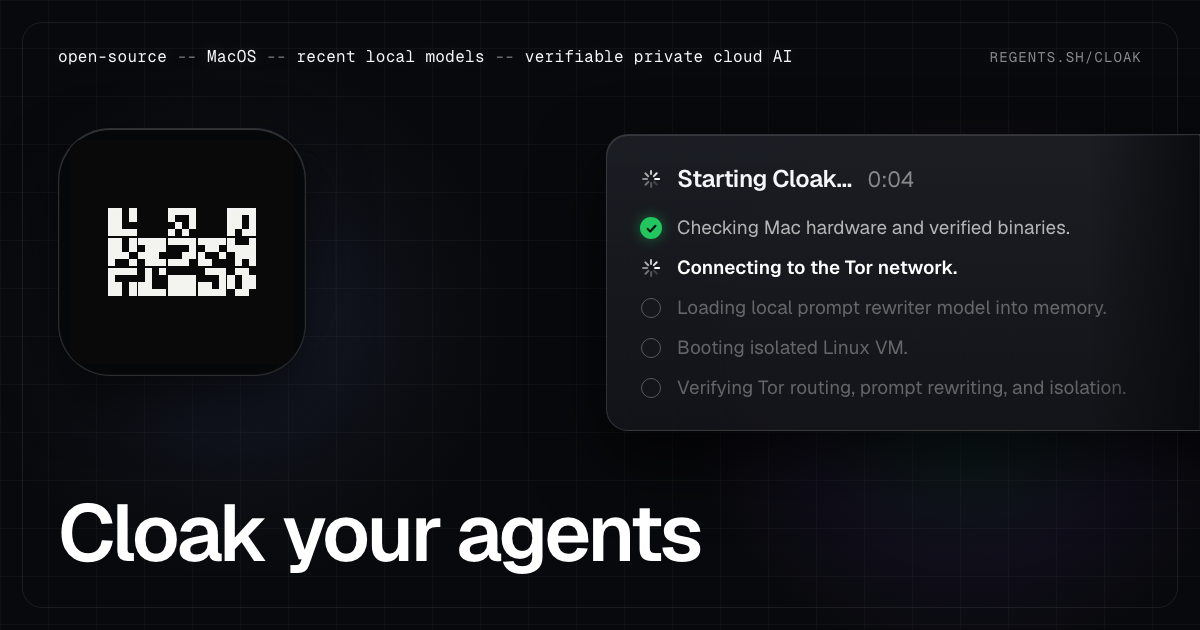 open-source -- MacOS -- recent local models -- verifiable private cloud AI
REGENTS.SH/CLOAK
Starting Cloak... 0:04
Checking Mac hardware and verified binaries.
Connecting to the Tor network.
Loading local prompt rewriter model into memory.
Booting isolated Linux VM.
Verifying Tor routing, prompt rewriting, and isolation.
Cloak your agents